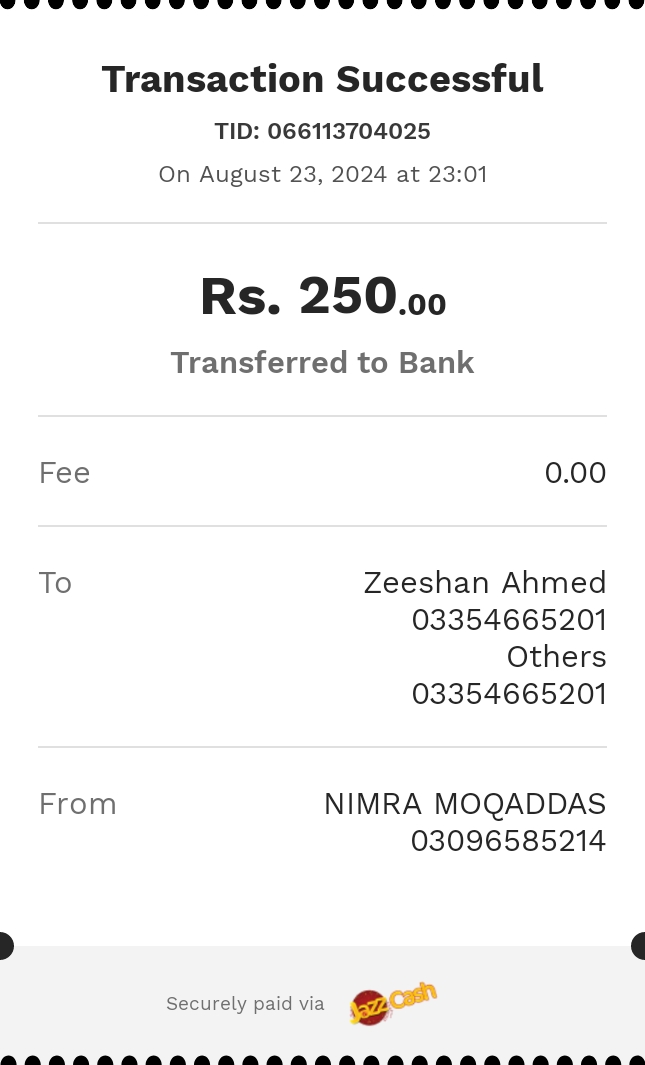 Transaction Successful
TID: 066113704025
On August 23, 2024 at 23:01
Rs. 250.00
Transferred to Bank
Fee 0.00
To Zeeshan Ahmed
03354665201
Others
03354665201
From NIMRA MOQADDAS
03096585214
Securely paid via JazzCash